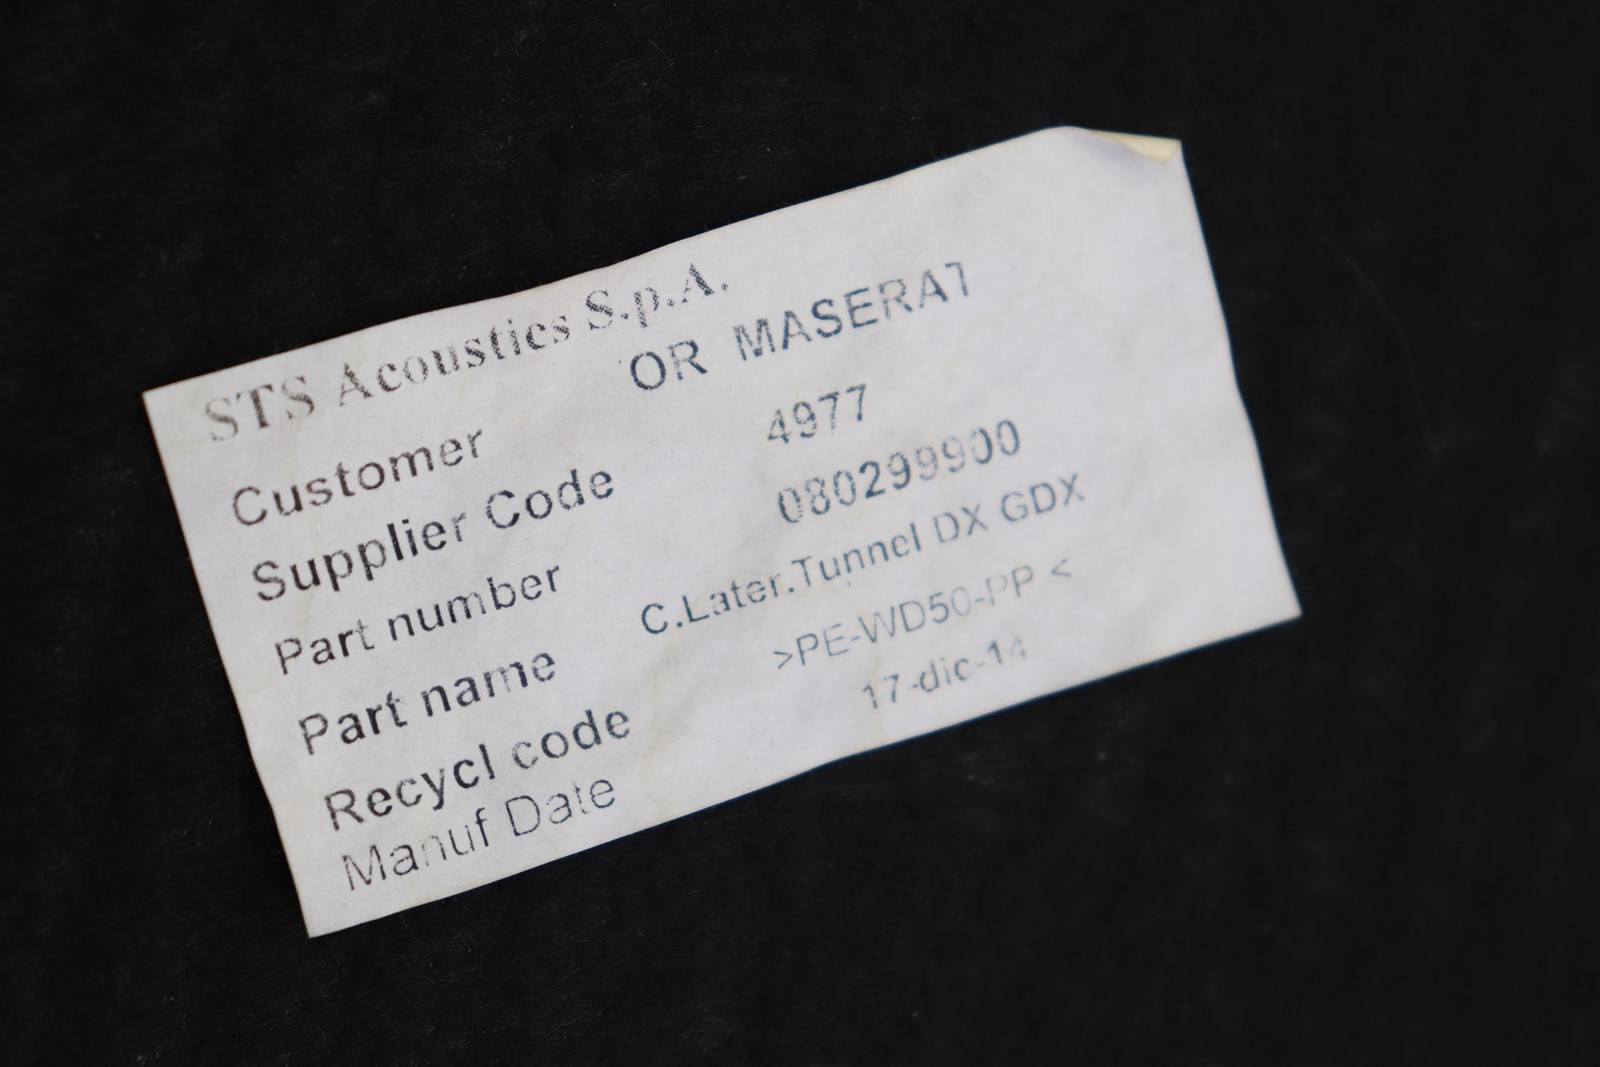 STS Acoustics S.p.A.
Customer OR MASERAT
Supplier Code 4977
Part number 080299900
Part name C.Later.Tunnel DX GDX
Recycl code >PE-WD50-PP <
Manuf Date 17-dic-14